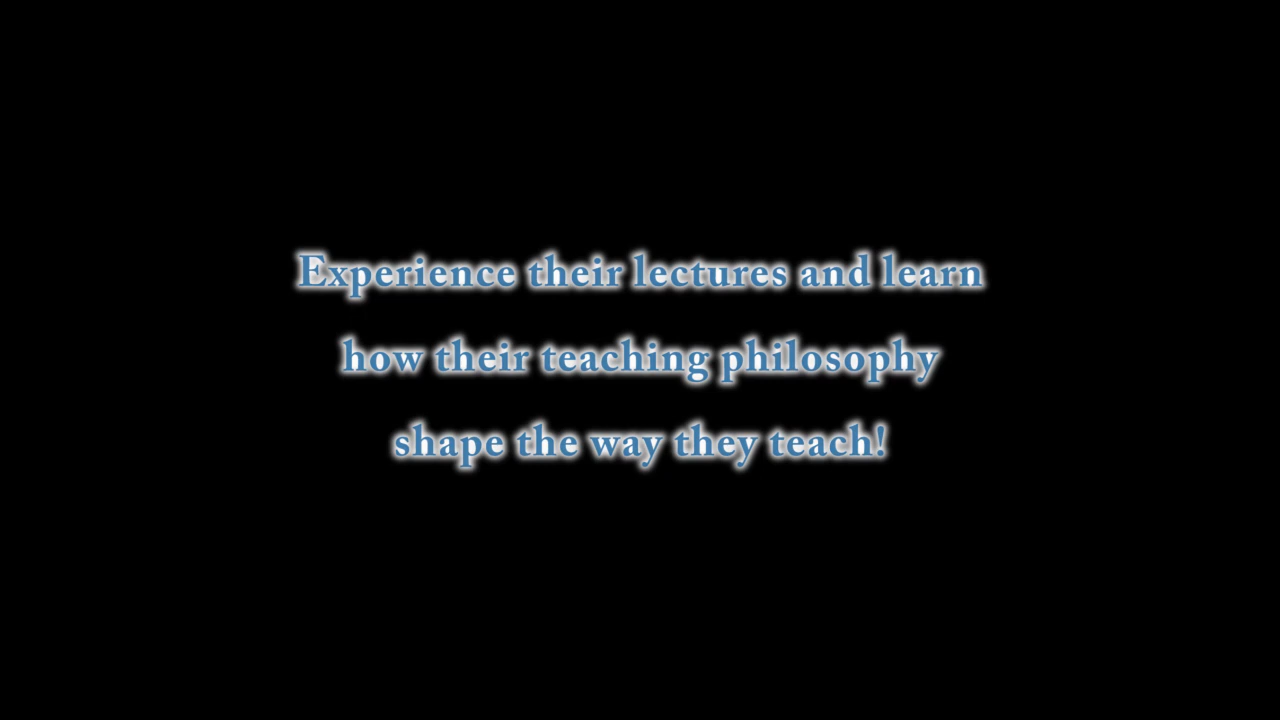 Experience their lectures and learn
how their teaching philosophy
shape the way they teach!